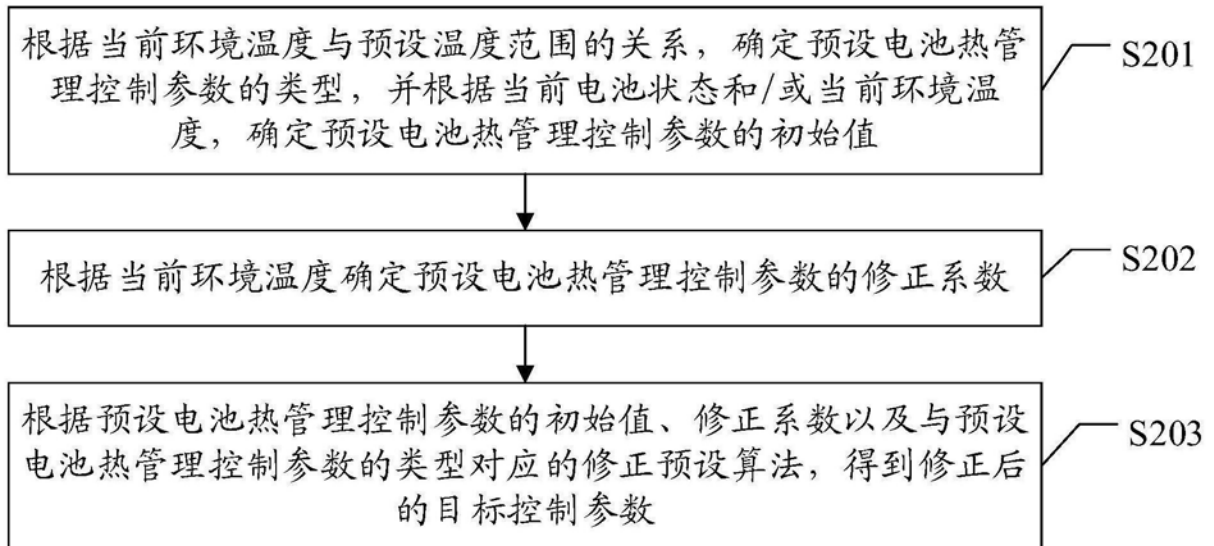 根据当前环境温度与预设温度范围的关系，确定预设电池热管
理控制参数的类型，并根据当前电池状态和/或当前环境温
度，确定预设电池热管理控制参数的初始值
S201
根据当前环境温度确定预设电池热管理控制参数的修正系数
S202
根据预设电池热管理控制参数的初始值、修正系数以及与预设
电池热管理控制参数的类型对应的修正预设算法，得到修正后
的目标控制参数
S203